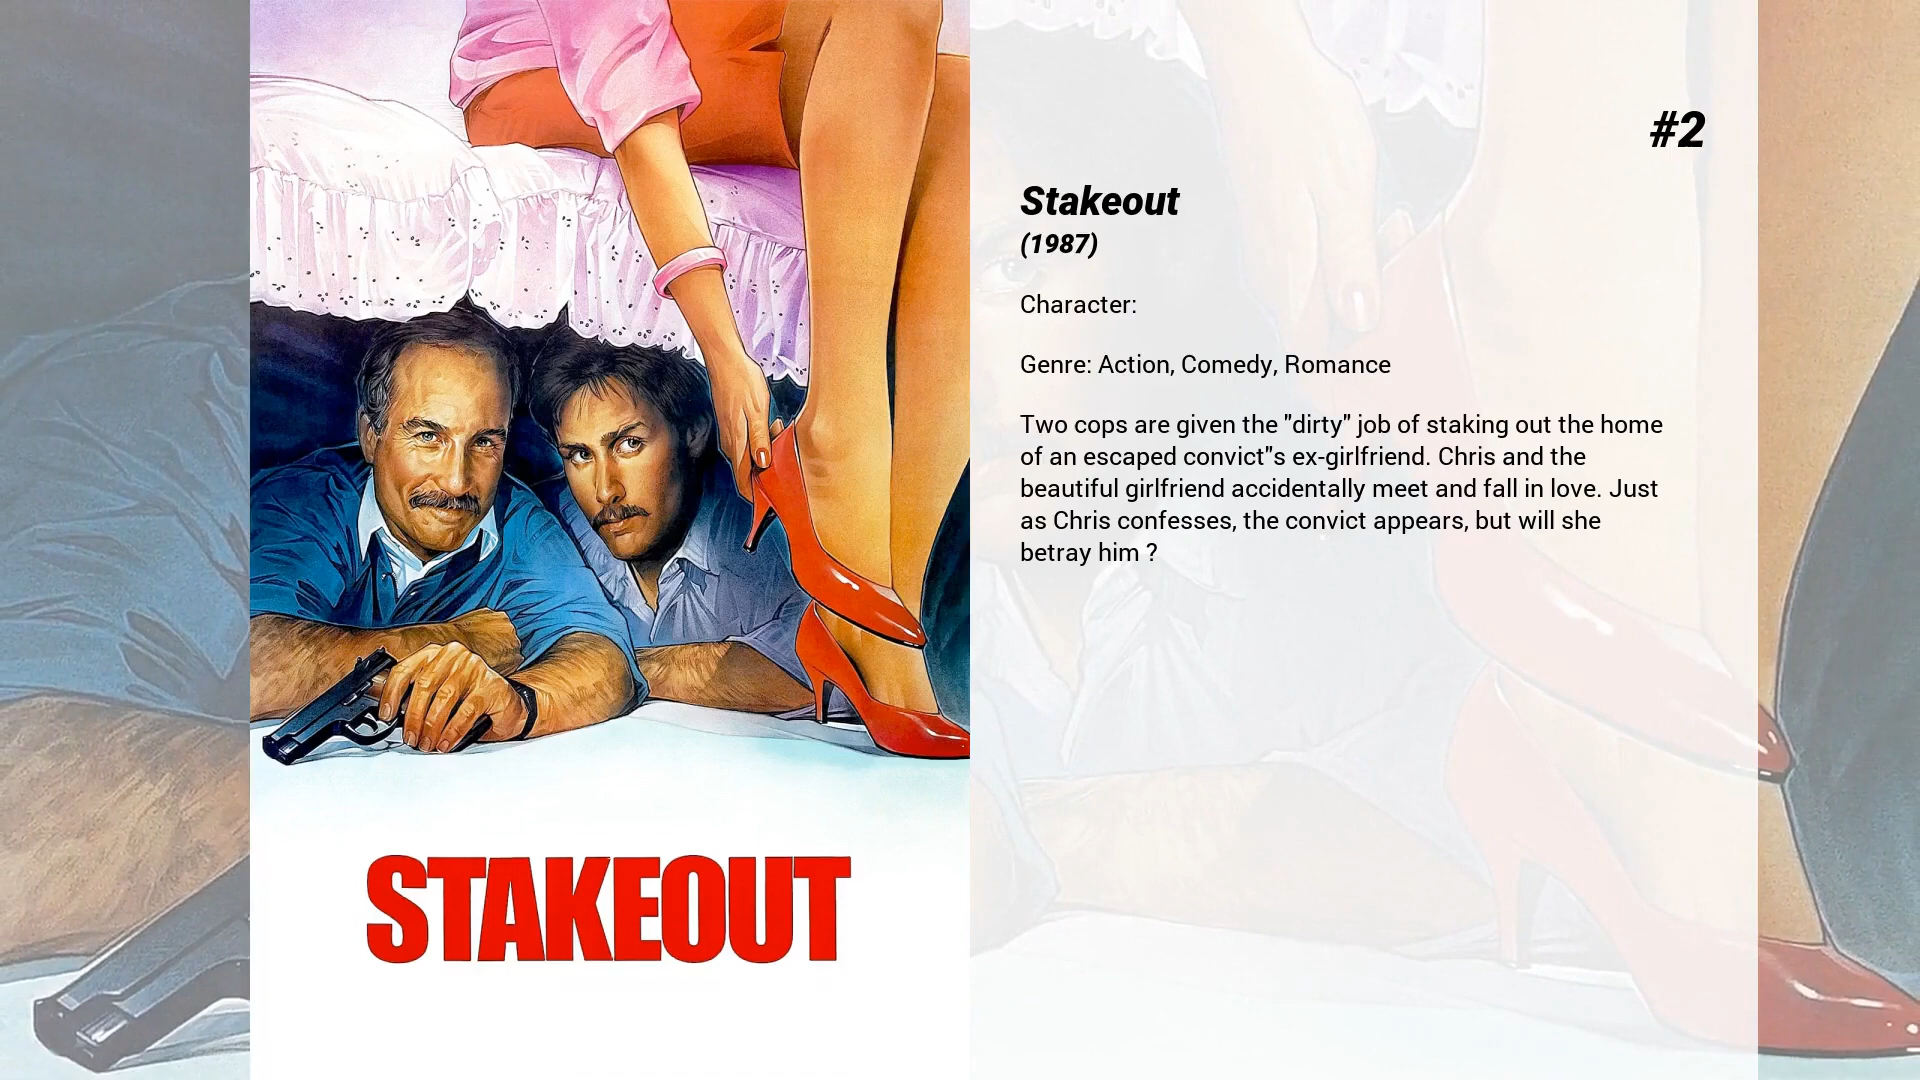 #2
Stakeout
(1987)
Character:
Genre: Action, Comedy, Romance
Two cops are given the "dirty" job of staking out the home
of an escaped convict"s ex-girlfriend. Chris and the
beautiful girlfriend accidentally meet and fall in love. Just
as Chris confesses, the convict appears, but will she
betray him ?
STAKEOUT